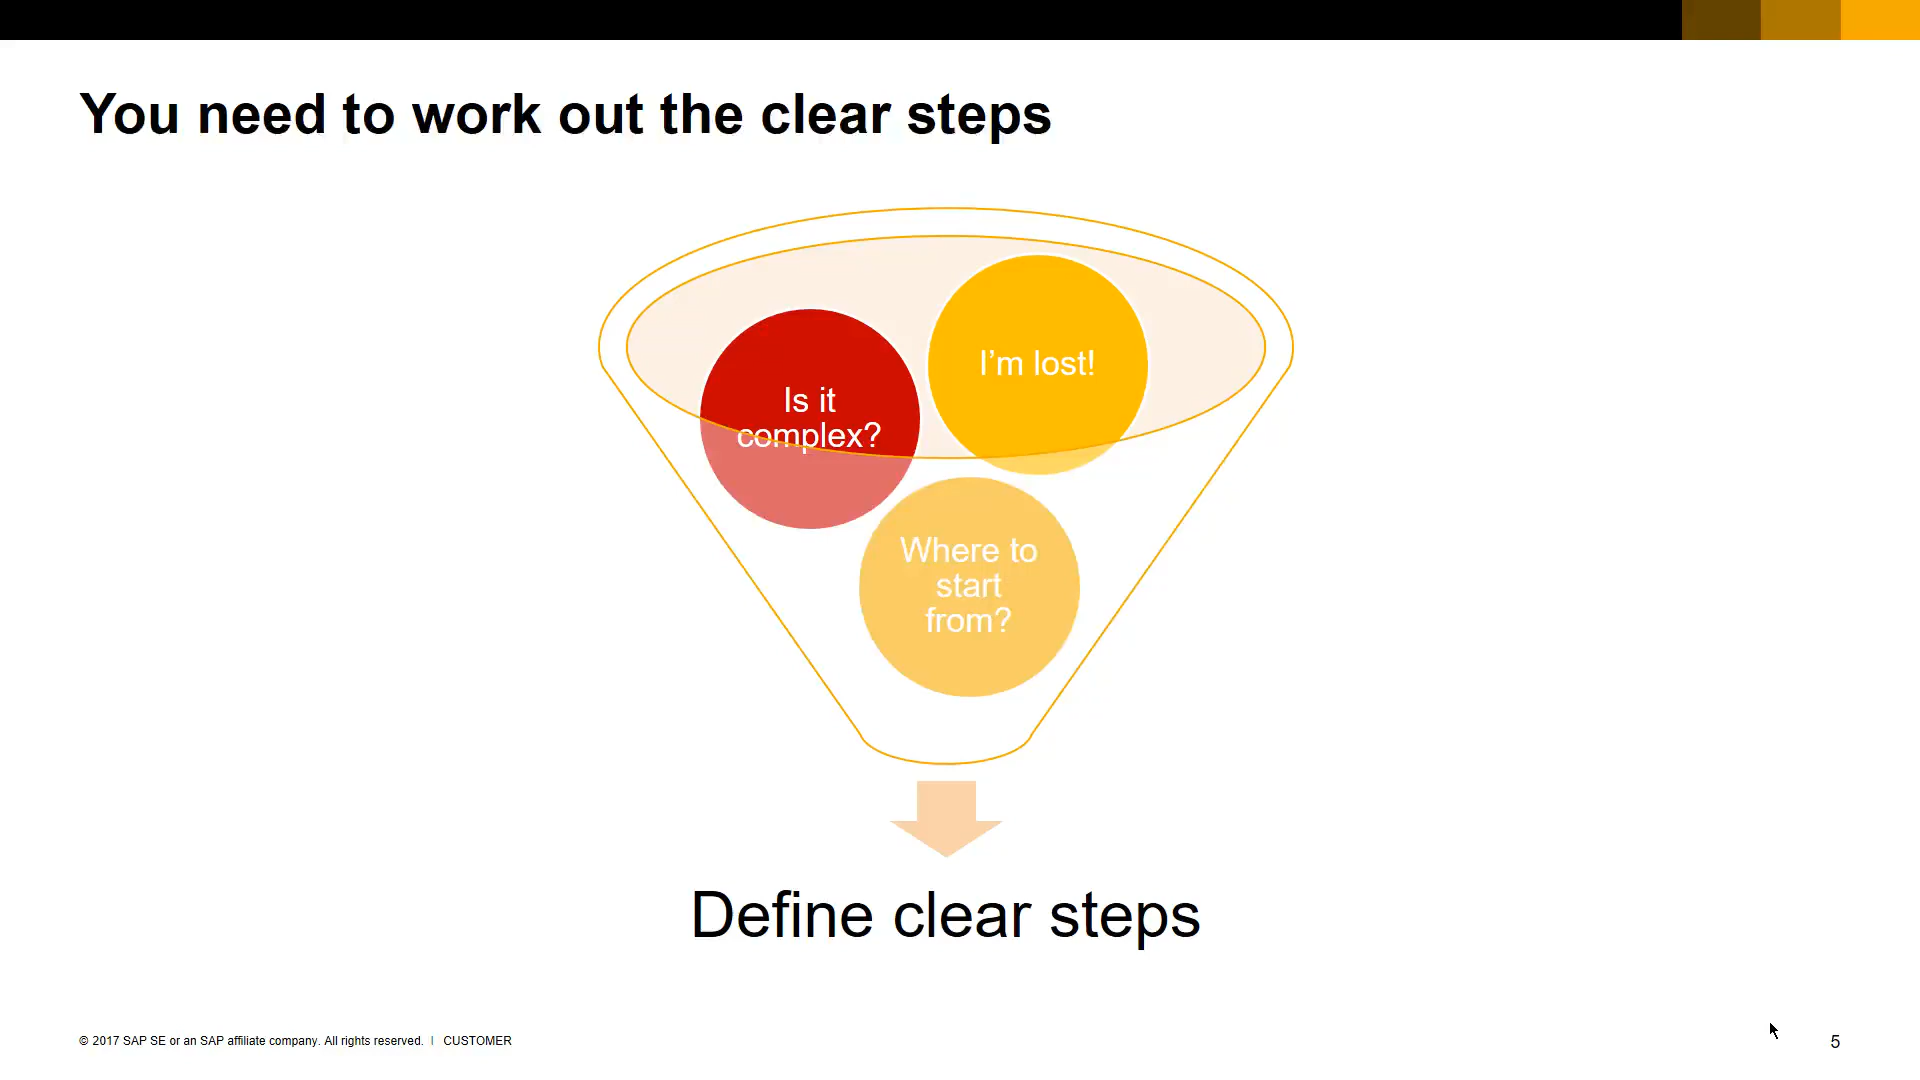 You need to work out the clear steps
I’m lost!
Is it
complex?
Where to
start
from?
Define clear steps
© 2017 SAP SE or an SAP affiliate company. All rights reserved. | CUSTOMER
5